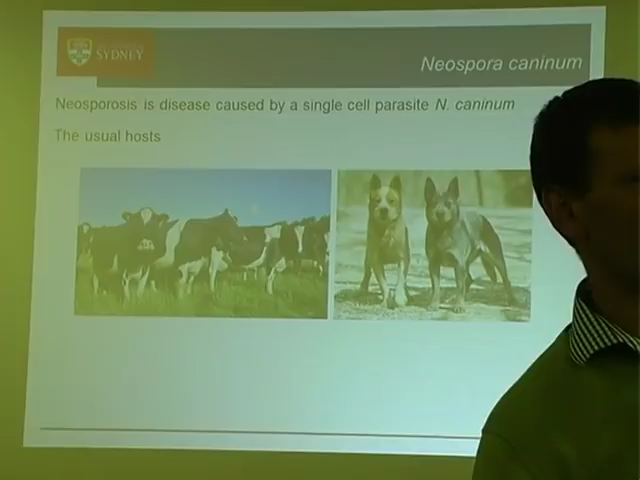 SYDNEY
Neospora caninum
Neosporosis is disease caused by a single cell parasite N. caninum
The usual hosts